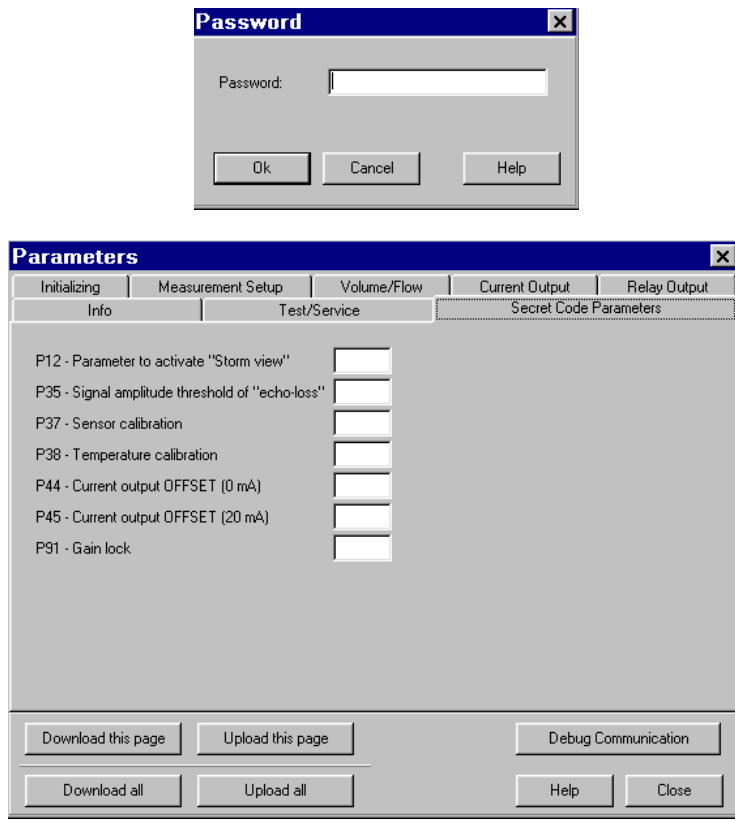 Password
Password:
Ok Cancel Help
Parameters
Initializing Measurement Setup Volume/Flow Current Output Relay Output
Info Test/Service Secret Code Parameters
P12 - Parameter to activate "Storm view"
P35 - Signal amplitude threshold of "echo-loss"
P37 - Sensor calibration
P38 - Temperature calibration
P44 - Current output OFFSET (0 mA)
P45 - Current output OFFSET (20 mA)
P91 - Gain lock
Download this page Upload this page Debug Communication
Download all Upload all Help Close